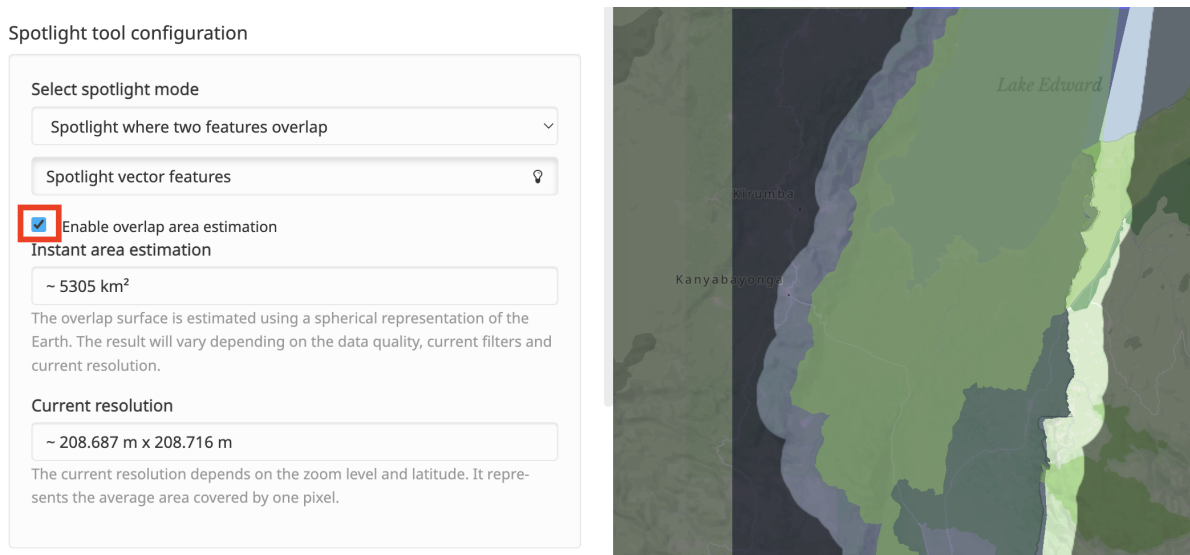 Spotlight tool configuration
Select spotlight mode
Spotlight where two features overlap
Spotlight vector features
Enable overlap area estimation
Instant area estimation
~ 5305 km²
The overlap surface is estimated using a spherical representation of the
Earth. The result will vary depending on the data quality, current filters and
current resolution.
Current resolution
~ 208.687 m x 208.716 m
The current resolution depends on the zoom level and latitude. It repre-
sents the average area covered by one pixel.
Lake Edward
Kirumba
Kanyabayonga